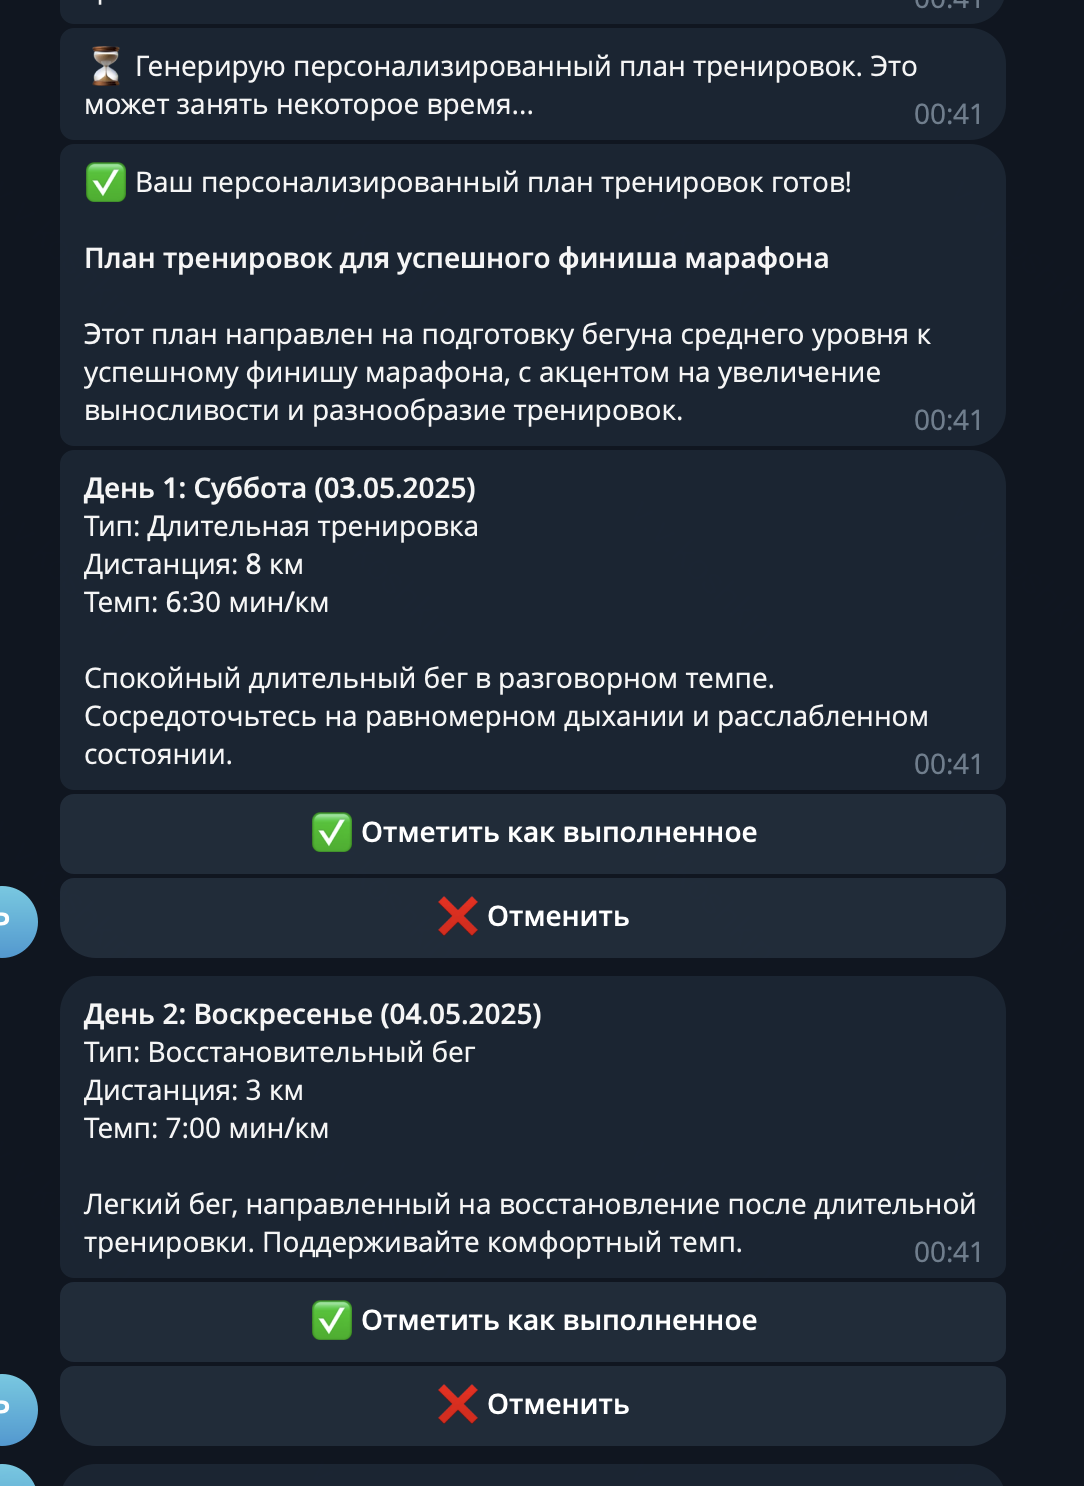 00:41
Генерирую персонализированный план тренировок. Это
может занять некоторое время...
00:41
Ваш персонализированный план тренировок готов!
План тренировок для успешного финиша марафона
Этот план направлен на подготовку бегуна среднего уровня к
успешному финишу марафона, с акцентом на увеличение
выносливости и разнообразие тренировок.
00:41
День 1: Суббота (03.05.2025)
Тип: Длительная тренировка
Дистанция: 8 км
Темп: 6:30 мин/км
Спокойный длительный бег в разговорном темпе.
Сосредоточьтесь на равномерном дыхании и расслабленном
состоянии.
00:41
Отметить как выполненное
Отменить
День 2: Воскресенье (04.05.2025)
Тип: Восстановительный бег
Дистанция: 3 км
Темп: 7:00 мин/км
Легкий бег, направленный на восстановление после длительной
тренировки. Поддерживайте комфортный темп.
00:41
Отметить как выполненное
Отменить